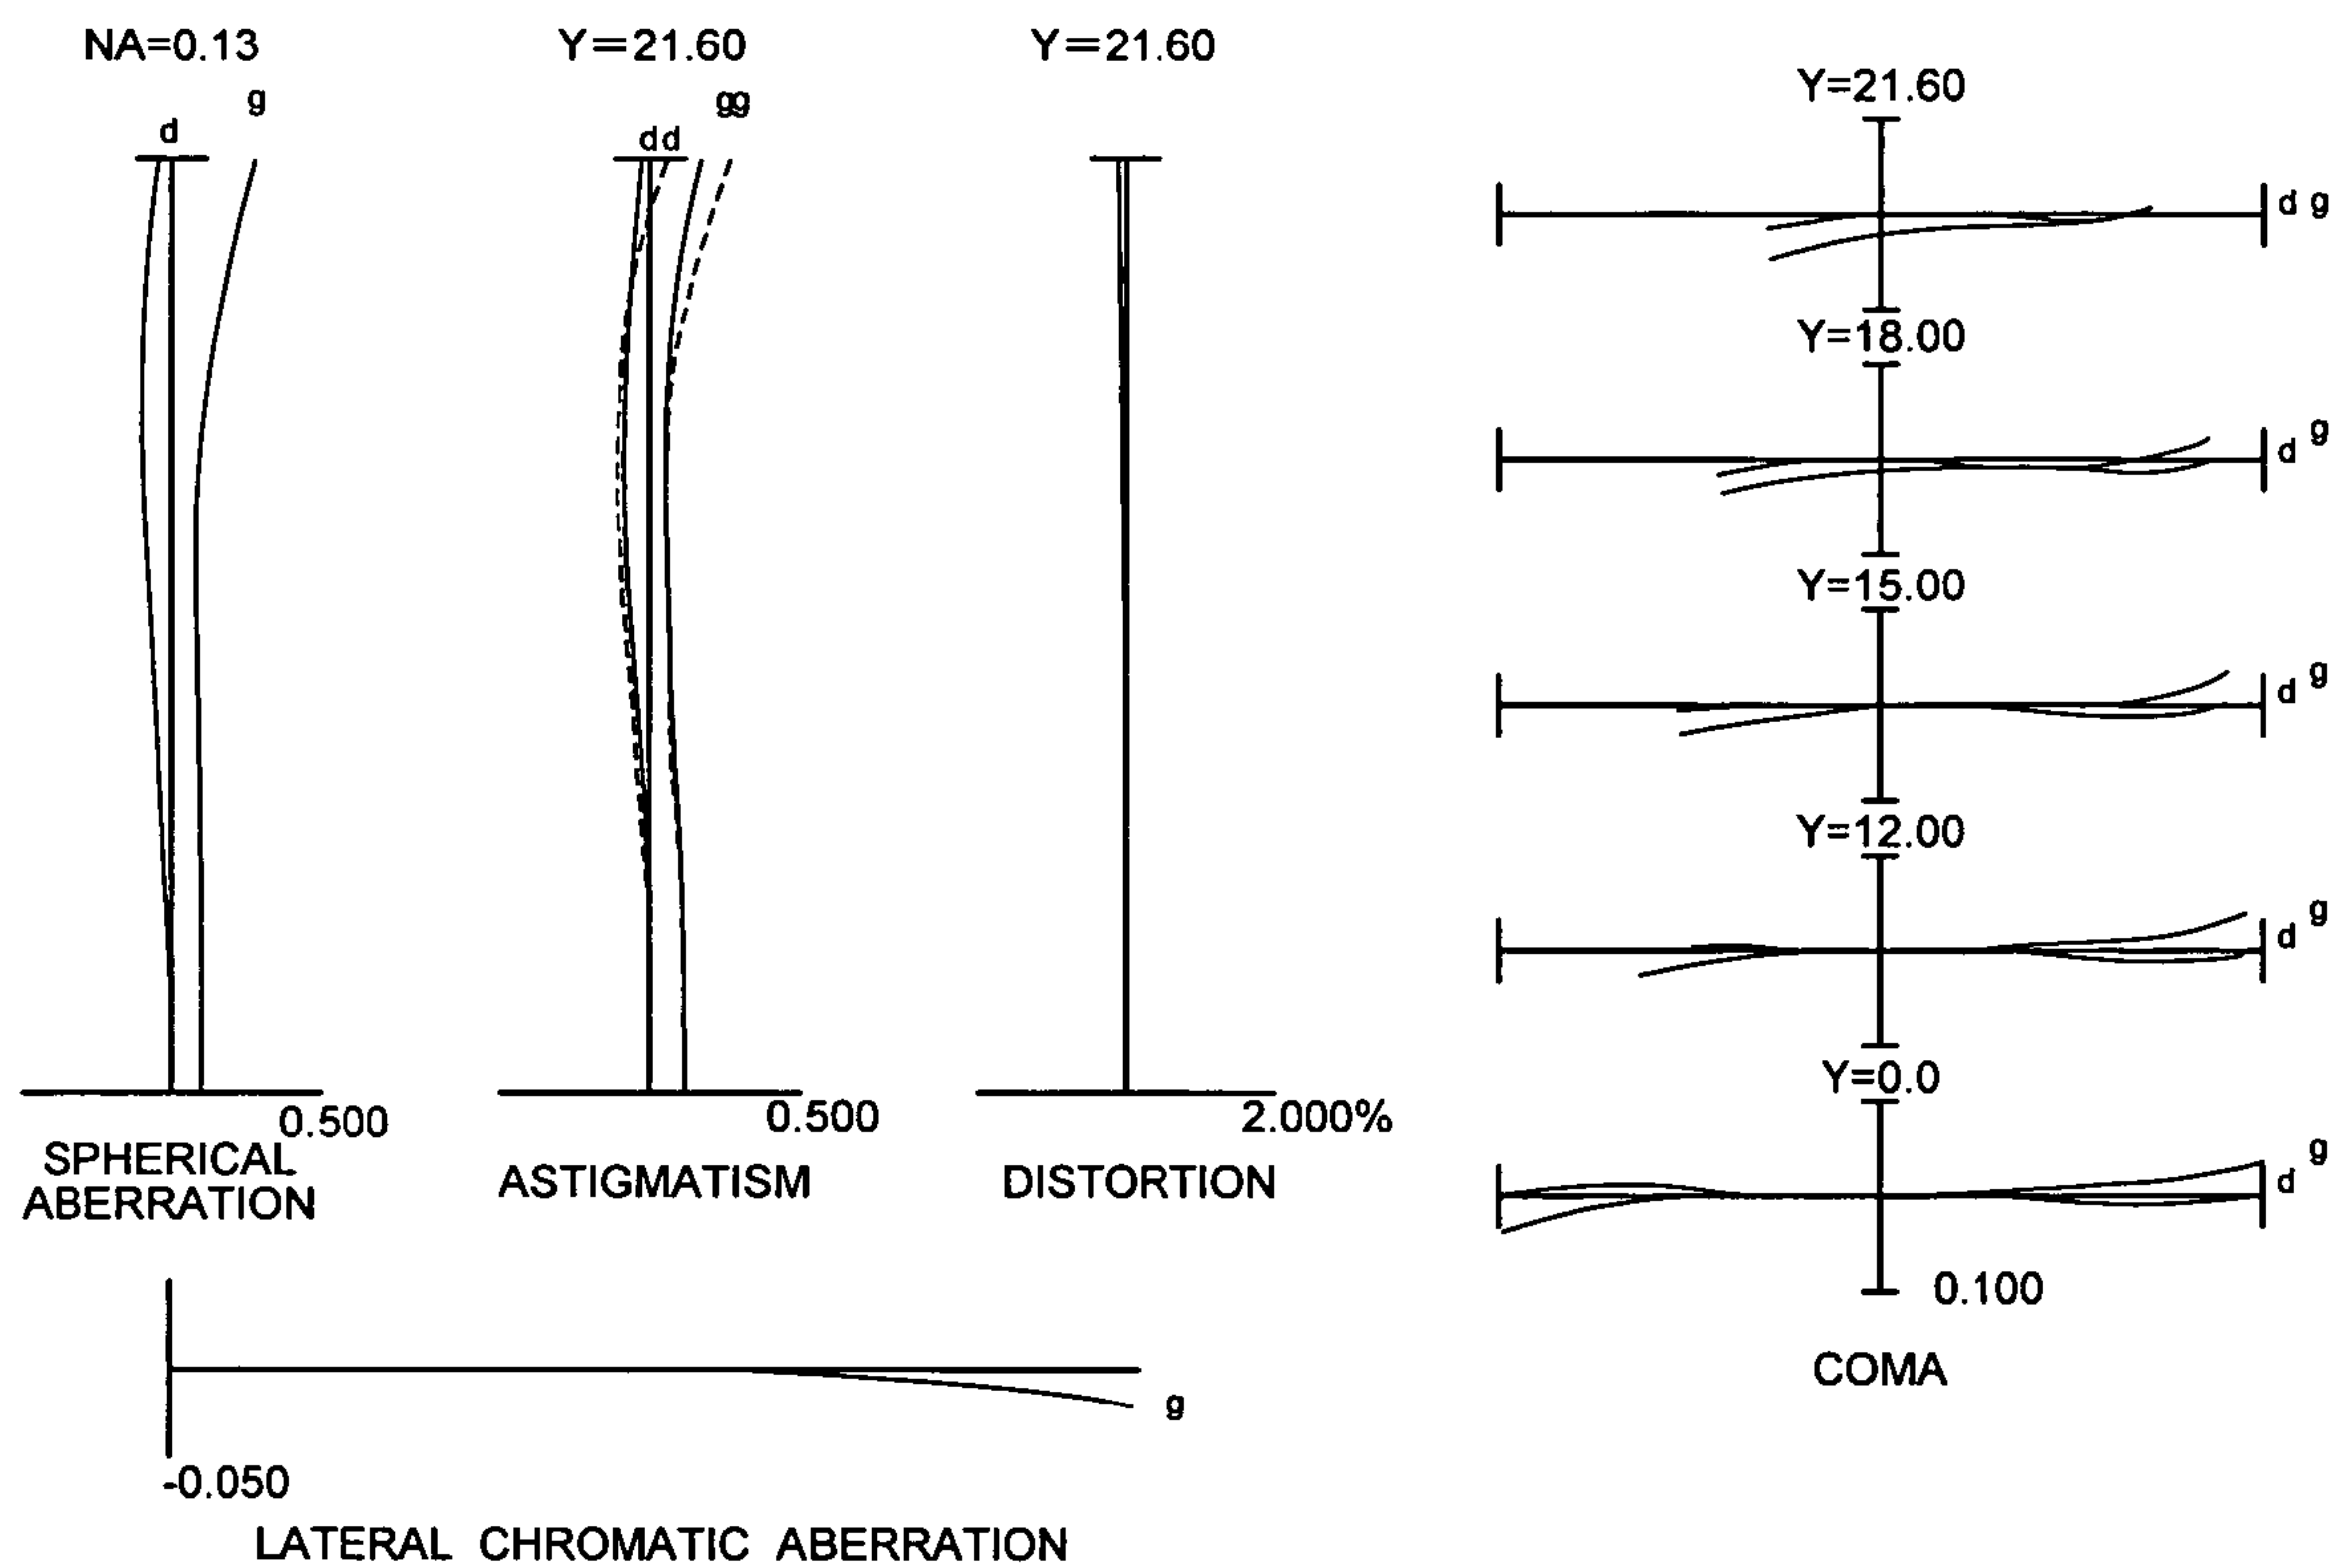 NA=0.13
g
d
0.500
SPHERICAL
ABERRATION
Y=21.60
gg
dd
0.500
ASTIGMATISM
Y=21.60
2.000%
DISTORTION
-0.050
g
LATERAL CHROMATIC ABERRATION
Y=21.60
d g
Y=18.00
d g
Y=15.00
d g
Y=12.00
d g
Y=0.0
d g
0.100
COMA